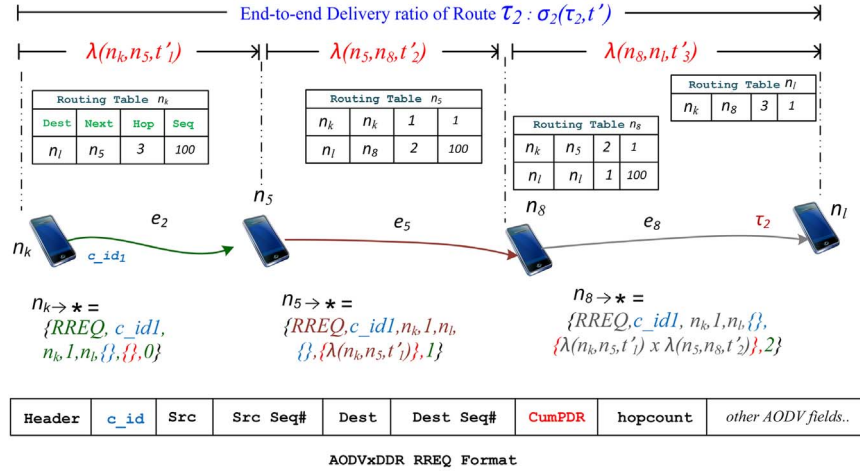 End-to-end Delivery ratio of Route τ₂ : σ₂(τ₂,t')
λ(nₖ,n₅,t'₁) λ(n₅,n₈,t'₂) λ(n₈,nₗ,t'₃)
Routing Table nₖ
Dest Next Hop Seq
nₗ n₅ 3 100
Routing Table n₅
nₖ nₖ 1 1
nₗ n₈ 2 100
Routing Table n₈
nₖ n₅ 2 1
nₗ nₗ 1 100
Routing Table nₗ
nₖ n₈ 3 1
nₖ e₂ n₅ e₅ n₈ e₈ τ₂ nₗ
c_id₁
nₖ→* =
{RREQ, c_id1,
nₖ,1,nₗ,{},{},0}
n₅→* =
{RREQ,c_id1,nₖ,1,nₗ,
{},{λ(nₖ,n₅,t'₁)},1}
n₈→* =
{RREQ,c_id1, nₖ,1,nₗ,{},
{λ(nₖ,n₅,t'₁) x λ(n₅,n₈,t'₂)},2}
Header c_id Src Src Seq# Dest Dest Seq# CumPDR hopcount other AODV fields..
AODVxDDR RREQ Format